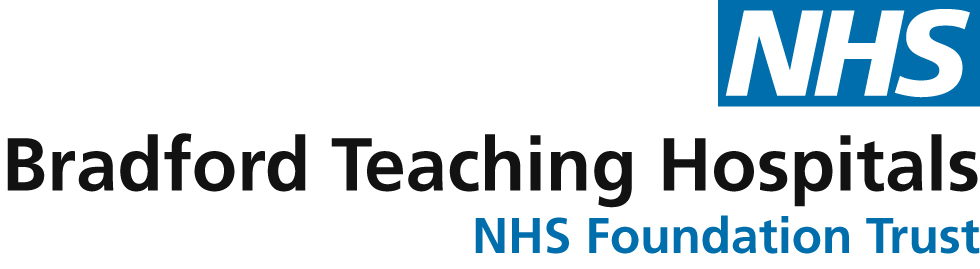 NHS
Bradford Teaching Hospitals
NHS Foundation Trust